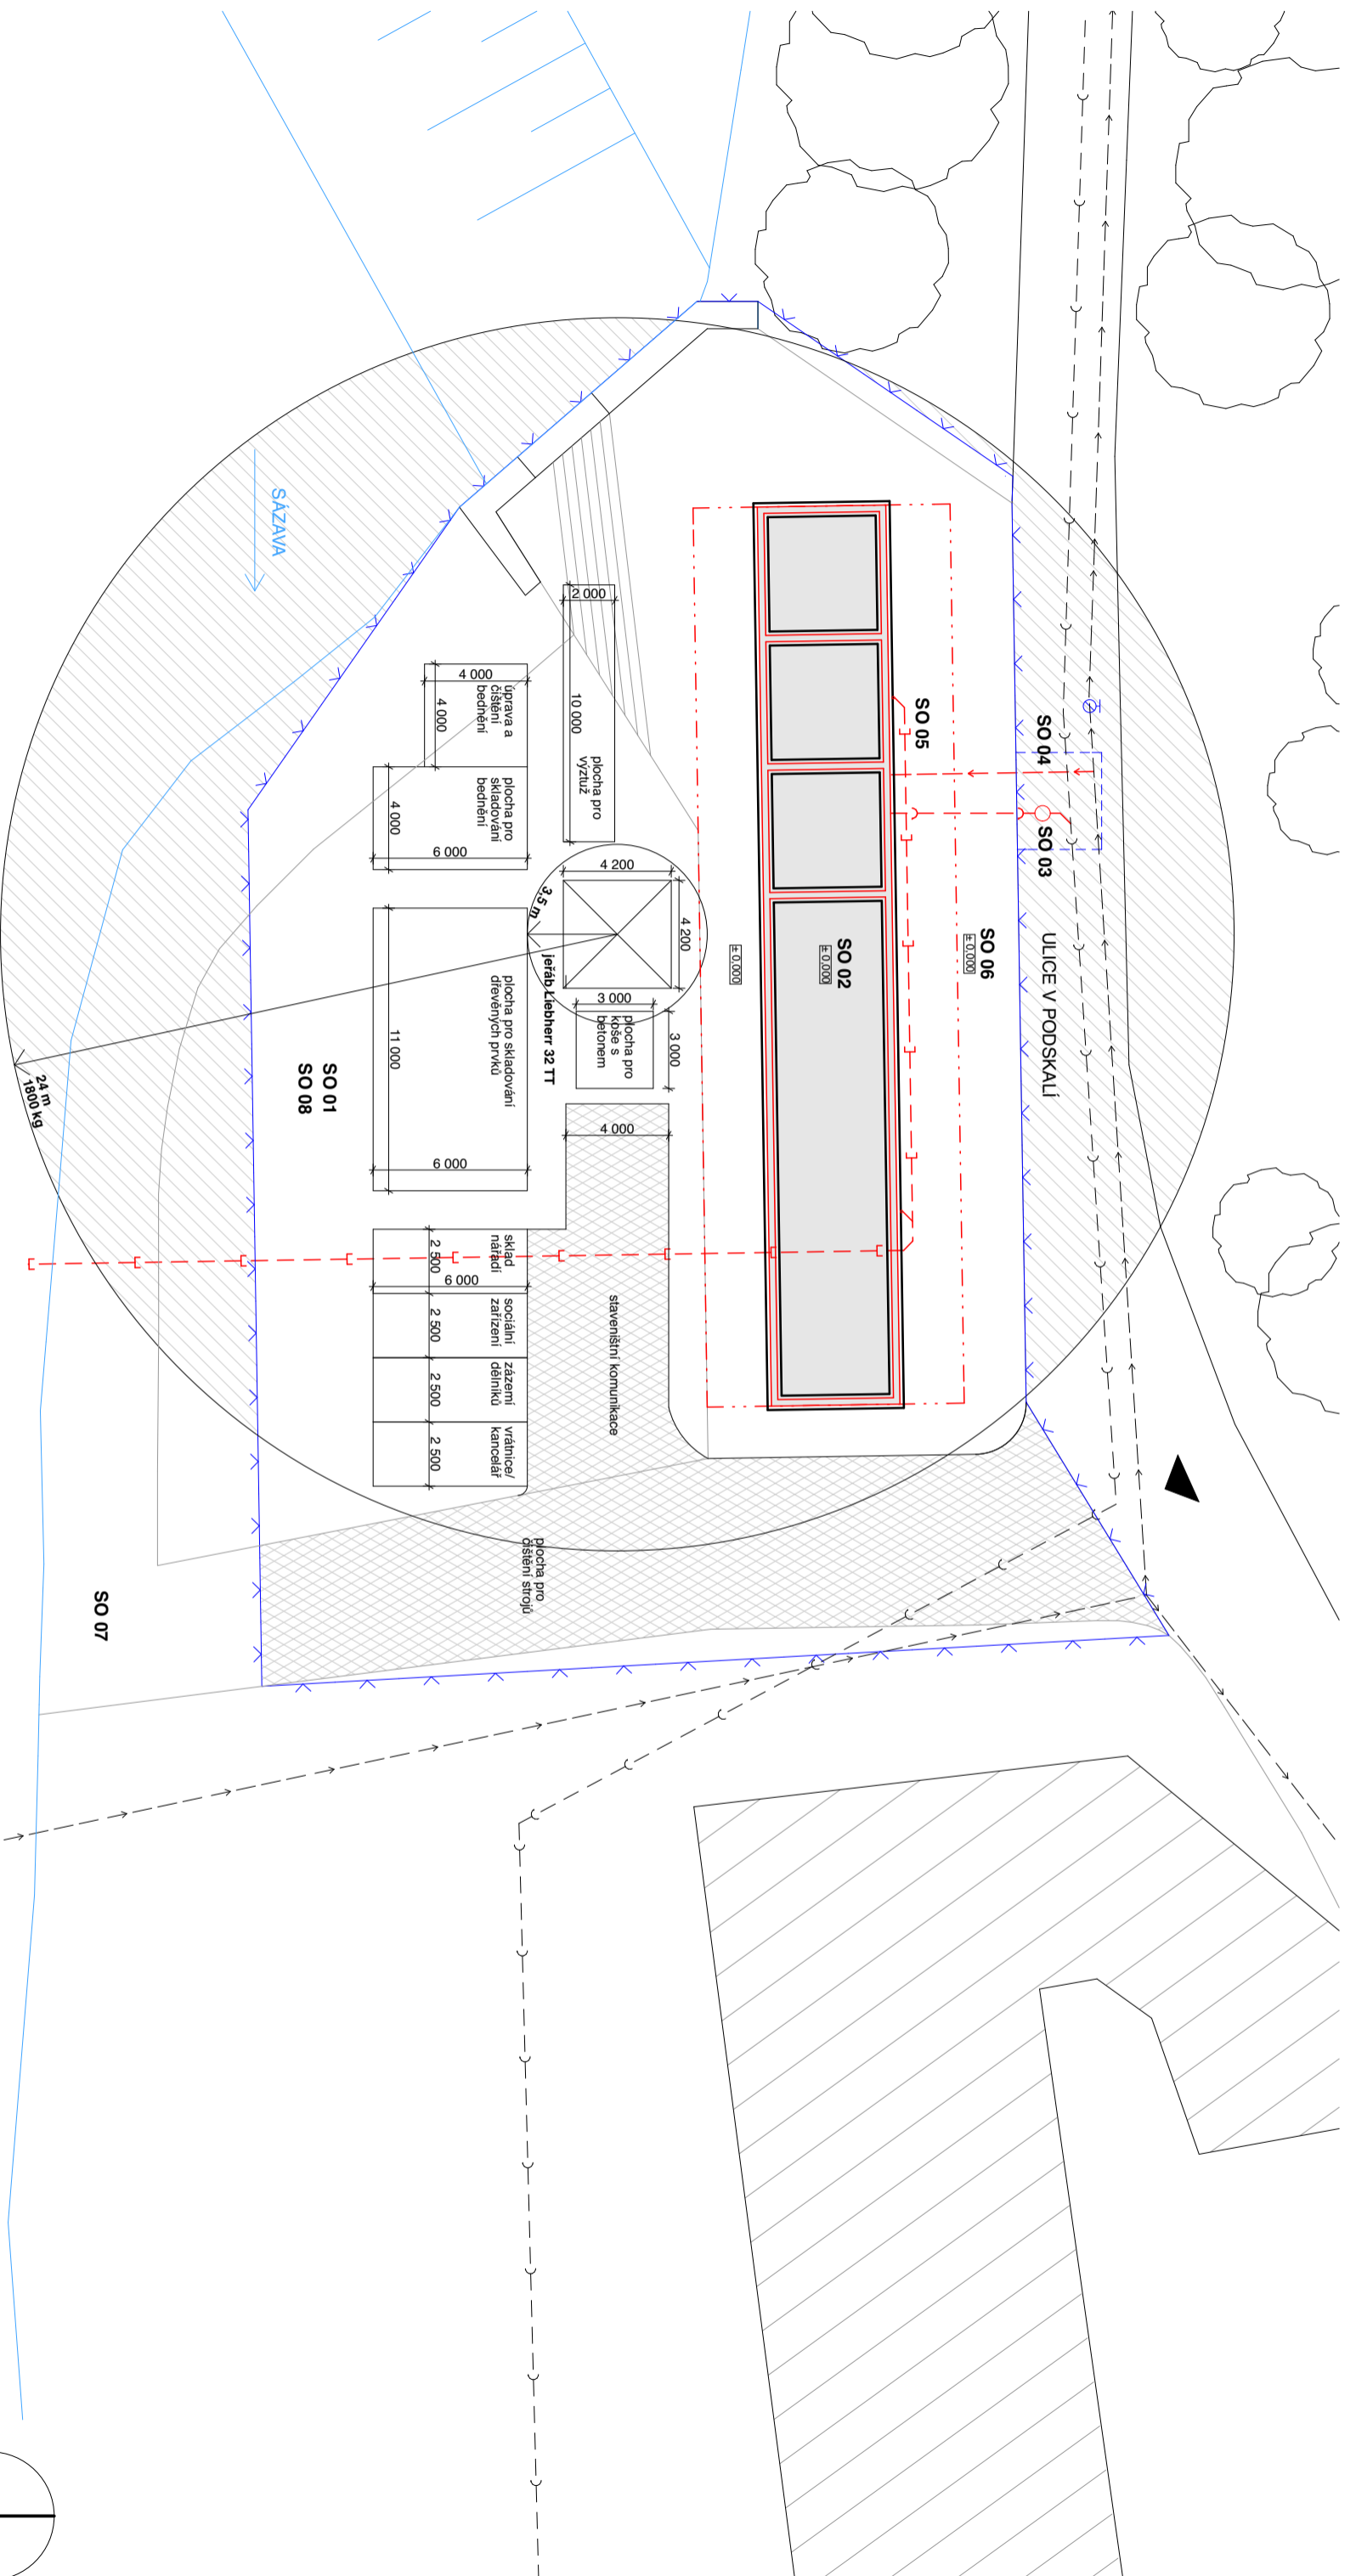 SÁZAVA
ULICE V PODSKALÍ
SO 04
SO 03
SO 05
SO 06
±0,000
SO 02
±0,000
±0,000
2 000
10 000
plocha pro
výztuž
4 000
4 000
úprava a
čištění
bednění
4 000
6 000
plocha pro
skladování
bednění
4 200
4 200
3,5 m
jeřáb Liebherr 32 TT
3 000
3 000
plocha pro
koše s
betonem
plocha pro skladování
dřevěných prvků
11 000
6 000
24 m
1800 kg
SO 01
SO 08
4 000
staveništní komunikace
sklad
nářadí
2 500
6 000
sociální
zařízení
2 500
zázemí
dělníků
2 500
vrátnice/
kancelář
2 500
plocha pro
čištění strojů
SO 07